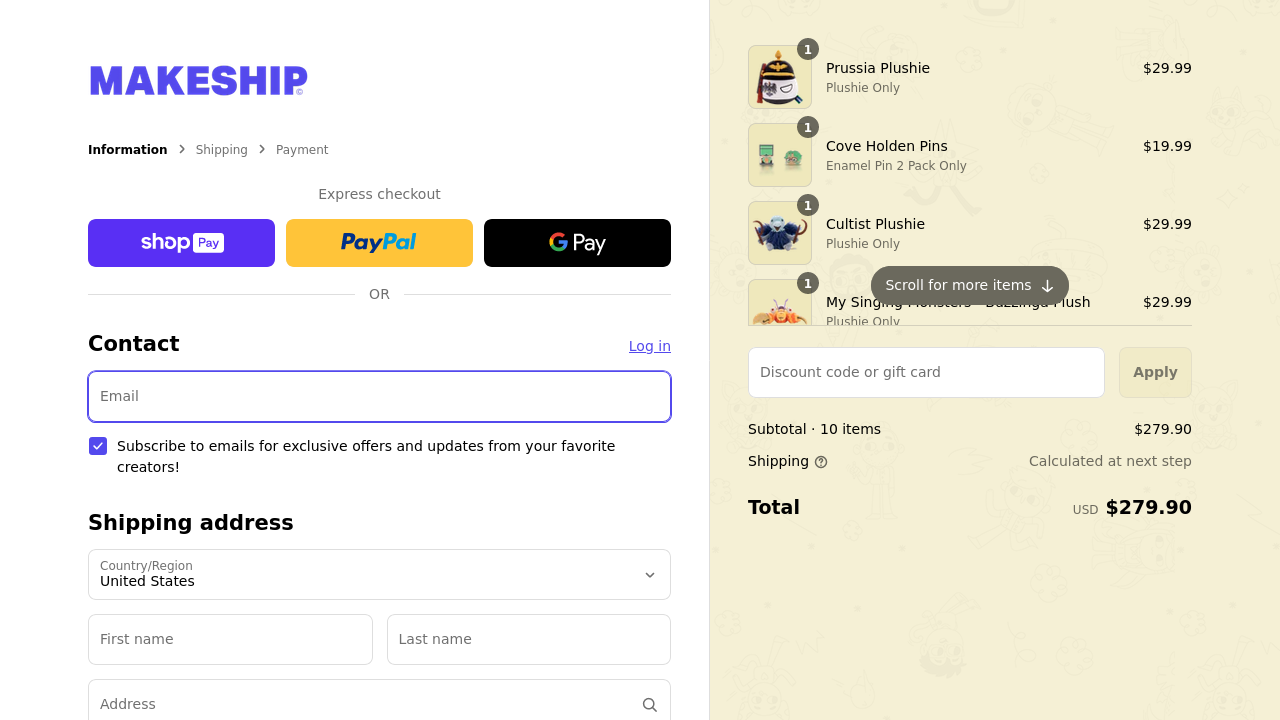 MAKESHIP
©
Information
Shipping
Payment
Express checkout
shop Pay
PayPal
G Pay
OR
Contact
Log in
Email
Subscribe to emails for exclusive offers and updates from your favorite
creators!
Shipping address
Country/Region
United States
First name
Last name
Address
1
Prussia Plushie
$29.99
Plushie Only
1
Cove Holden Pins
$19.99
Enamel Pin 2 Pack Only
1
Cultist Plushie
$29.99
Plushie Only
1
My Singing Monsters - Bazzinga Plush
$29.99
Plushie Only
Scroll for more items
Discount code or gift card
Apply
Subtotal · 10 items
$279.90
Shipping
Calculated at next step
Total
USD $279.90